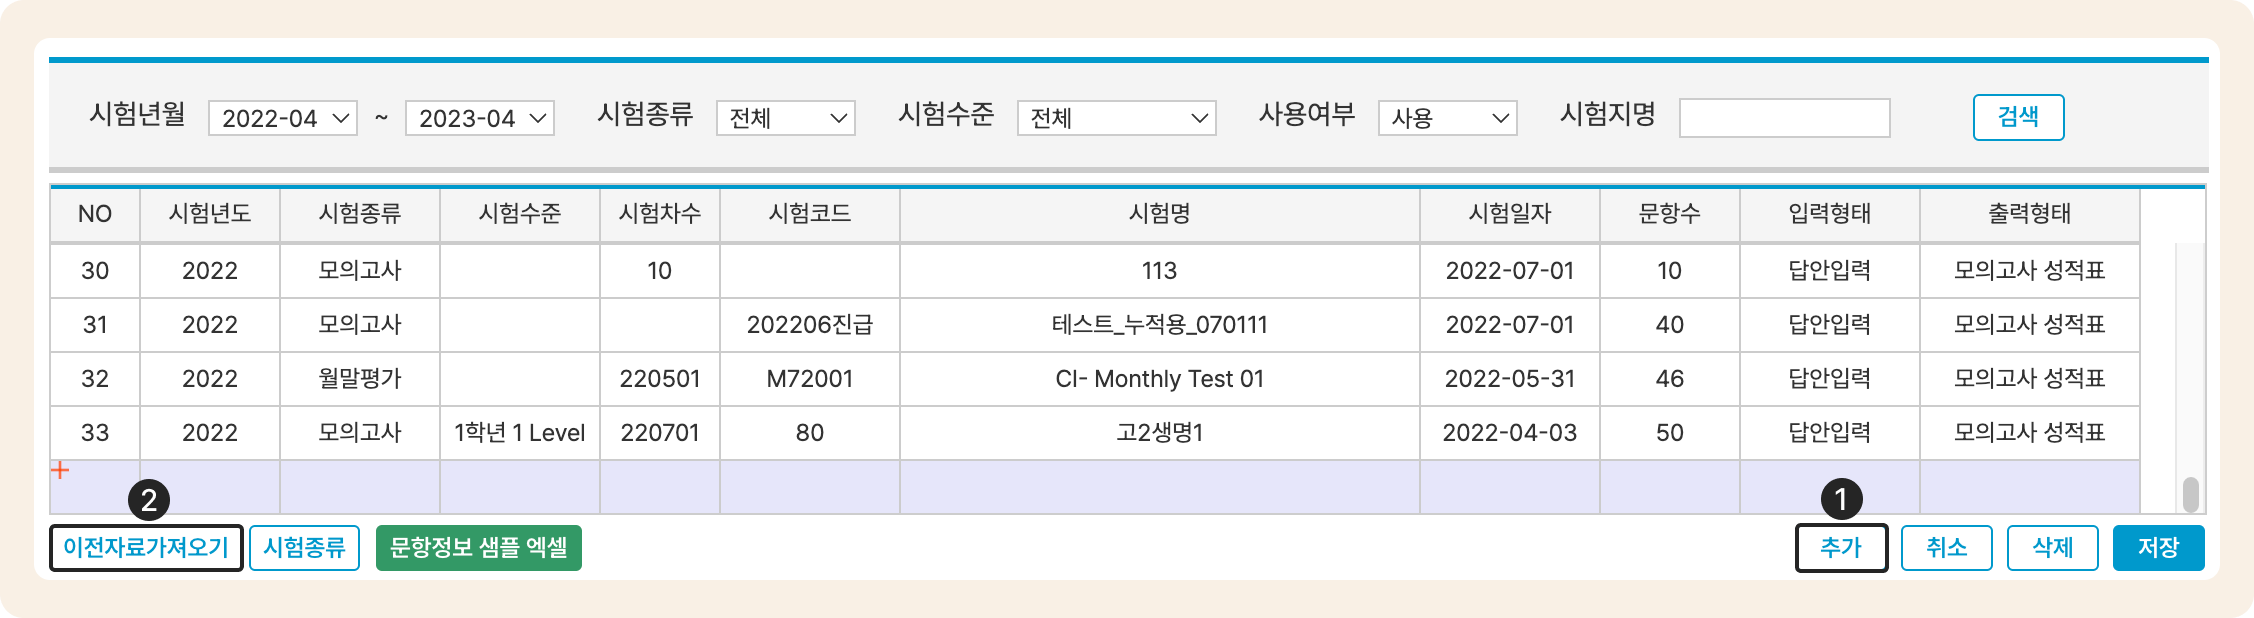 시험년월 2022-04 ~ 2023-04 시험종류 전체 시험수준 전체 사용여부 사용 시험지명 검색
NO 시험년도 시험종류 시험수준 시험차수 시험코드 시험명 시험일자 문항수 입력형태 출력형태
30 2022 모의고사 10 113 2022-07-01 10 답안입력 모의고사 성적표
31 2022 모의고사 202206진급 테스트_누적용_070111 2022-07-01 40 답안입력 모의고사 성적표
32 2022 월말평가 220501 M72001 CI- Monthly Test 01 2022-05-31 46 답안입력 모의고사 성적표
33 2022 모의고사 1학년 1 Level 220701 80 고2생명1 2022-04-03 50 답안입력 모의고사 성적표
+
2 1
이전자료가져오기 시험종류 문항정보 샘플 엑셀 추가 취소 삭제 저장